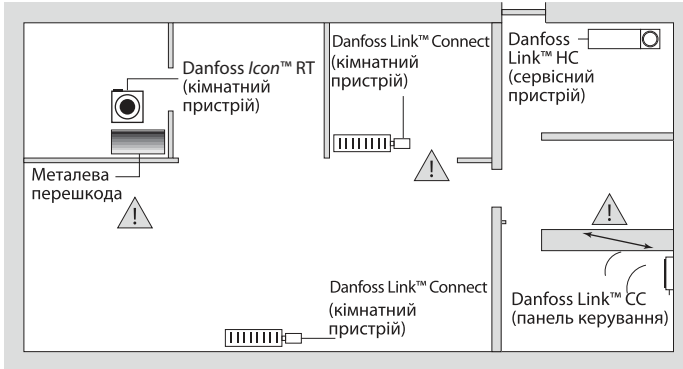 Danfoss Icon™ RT
(кімнатний
пристрій)
Металева
перешкода
!
Danfoss Link™ Connect
(кімнатний
пристрій)
!
Danfoss
Link™ HC
(сервісний
пристрій)
!
Danfoss Link™ Connect
(кімнатний
пристрій)
Danfoss Link™ CC
(панель керування)